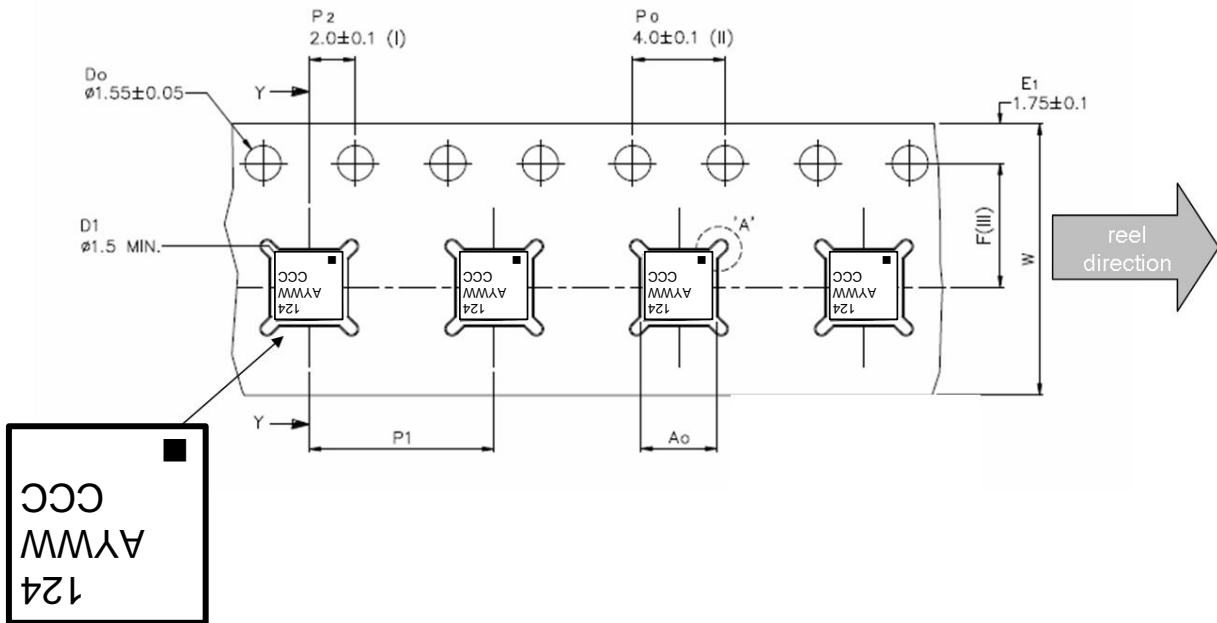 P2
2.0±0.1 (I)
Po
4.0±0.1 (II)
Do
ø1.55±0.05
Y
E1
1.75±0.1
D1
ø1.5 MIN.
'A'
F(III)
W
reel
direction
124
AYWW
CCC
124
AYWW
CCC
124
AYWW
CCC
124
AYWW
CCC
Y
P1
Ao
124
AYWW
CCC